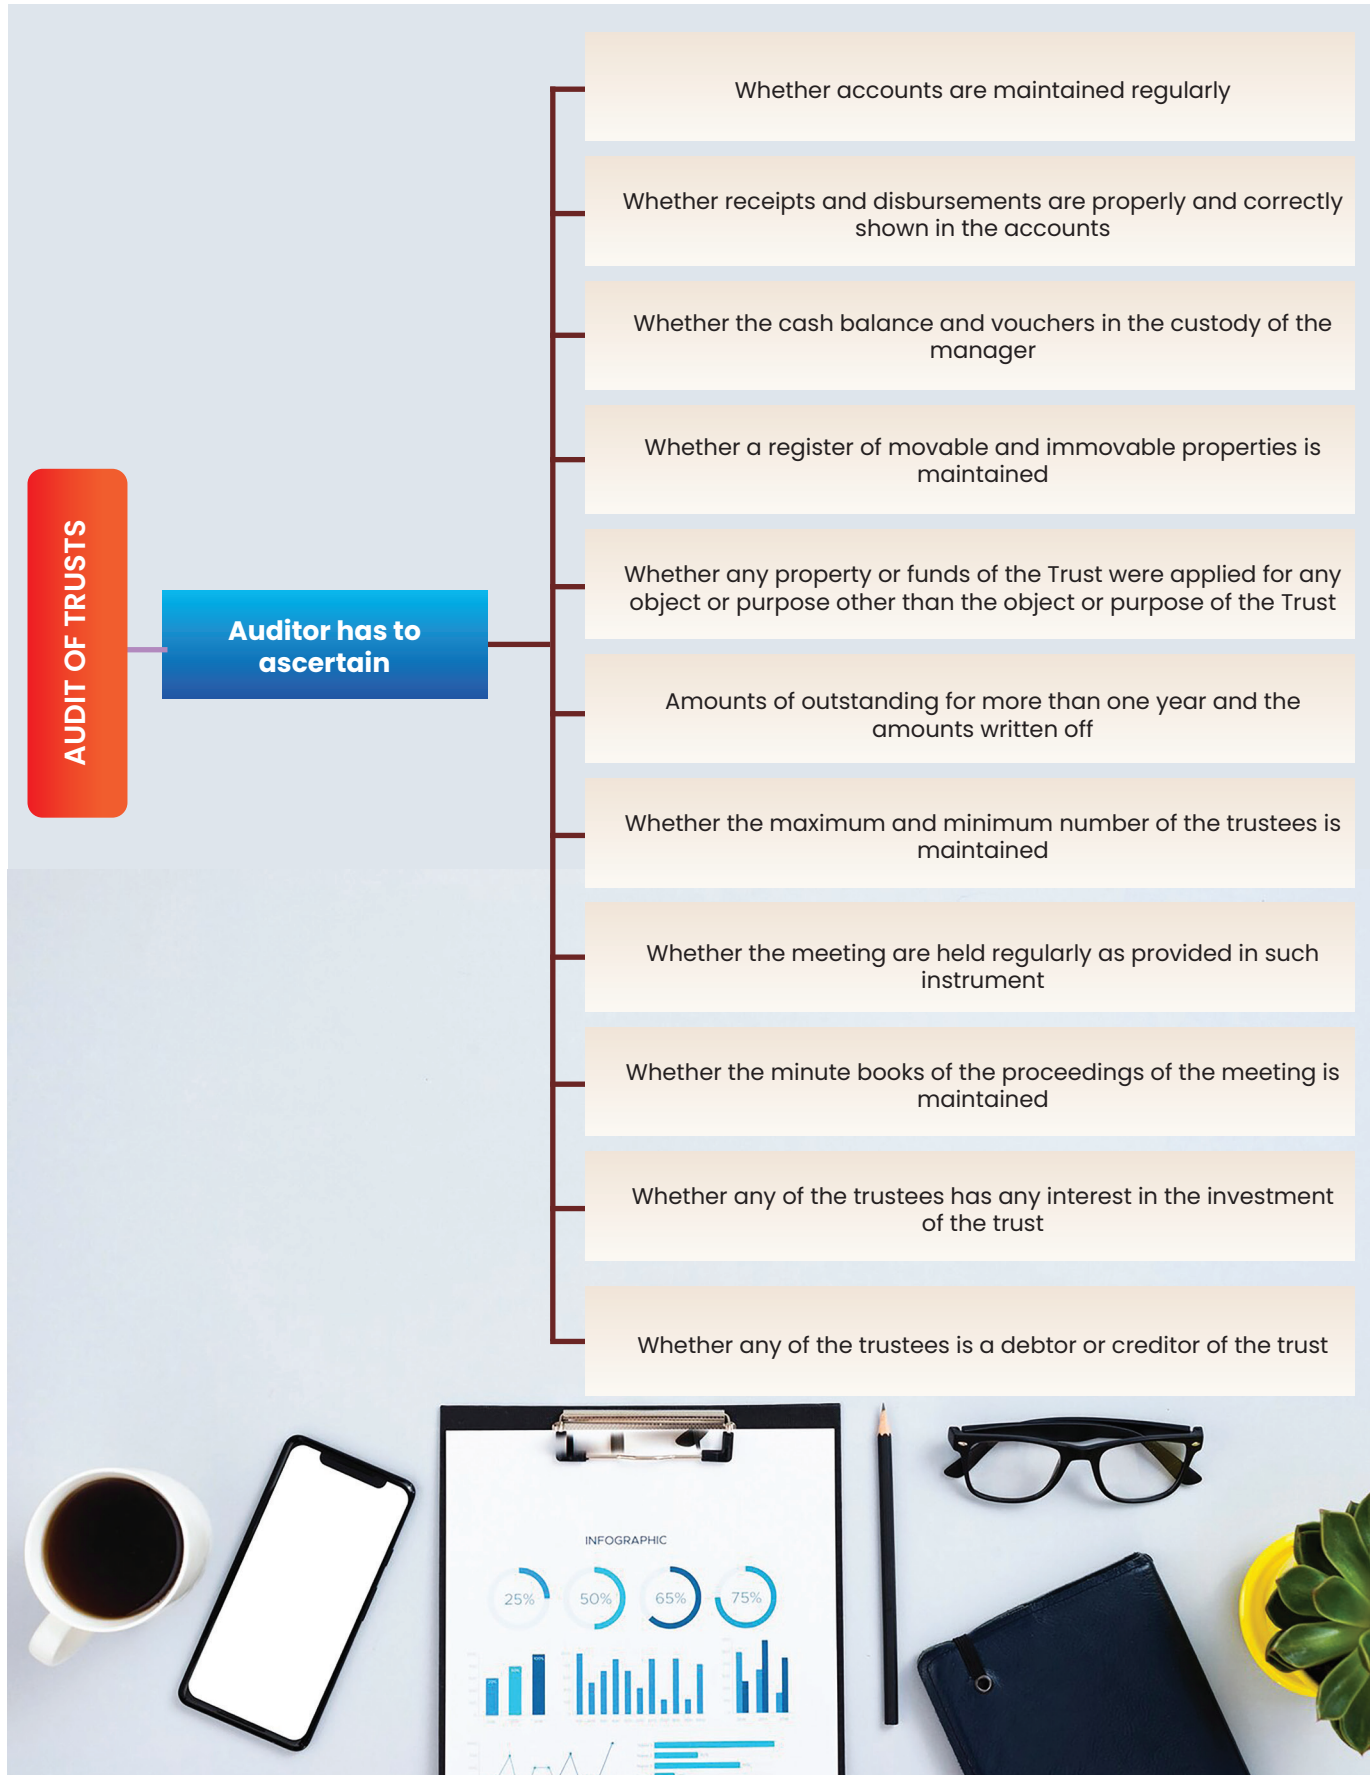 AUDIT OF TRUSTS
Auditor has to
ascertain
Whether accounts are maintained regularly
Whether receipts and disbursements are properly and correctly
shown in the accounts
Whether the cash balance and vouchers in the custody of the
manager
Whether a register of movable and immovable properties is
maintained
Whether any property or funds of the Trust were applied for any
object or purpose other than the object or purpose of the Trust
Amounts of outstanding for more than one year and the
amounts written off
Whether the maximum and minimum number of the trustees is
maintained
Whether the meeting are held regularly as provided in such
instrument
Whether the minute books of the proceedings of the meeting is
maintained
Whether any of the trustees has any interest in the investment
of the trust
Whether any of the trustees is a debtor or creditor of the trust
INFOGRAPHIC
25% 50% 65% 75%